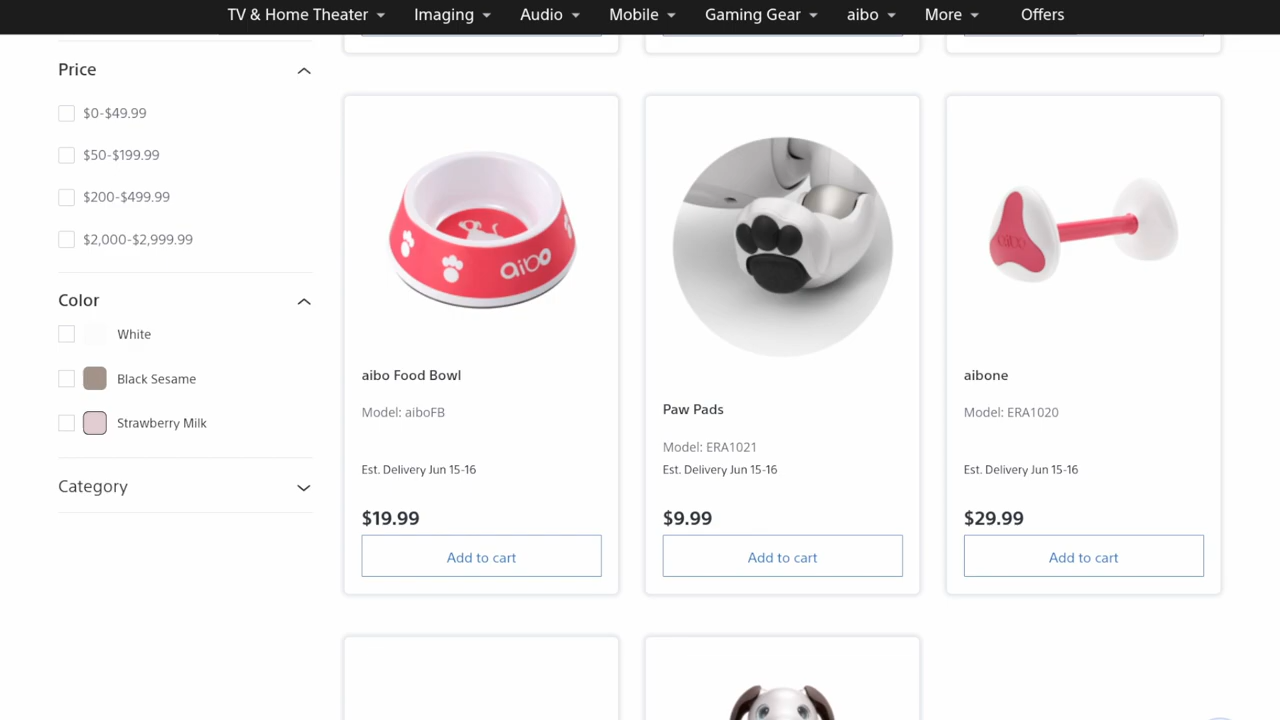 TV & Home Theater
Imaging
Audio
Mobile
Gaming Gear
aibo
More
Offers
Price
$0-$49.99
$50-$199.99
$200-$499.99
$2,000-$2,999.99
Color
White
Black Sesame
Strawberry Milk
Category
aibo
aibo Food Bowl
Model: aiboFB
Est. Delivery Jun 15-16
$19.99
Add to cart
Paw Pads
Model: ERA1021
Est. Delivery Jun 15-16
$9.99
Add to cart
aibo
aibone
Model: ERA1020
Est. Delivery Jun 15-16
$29.99
Add to cart